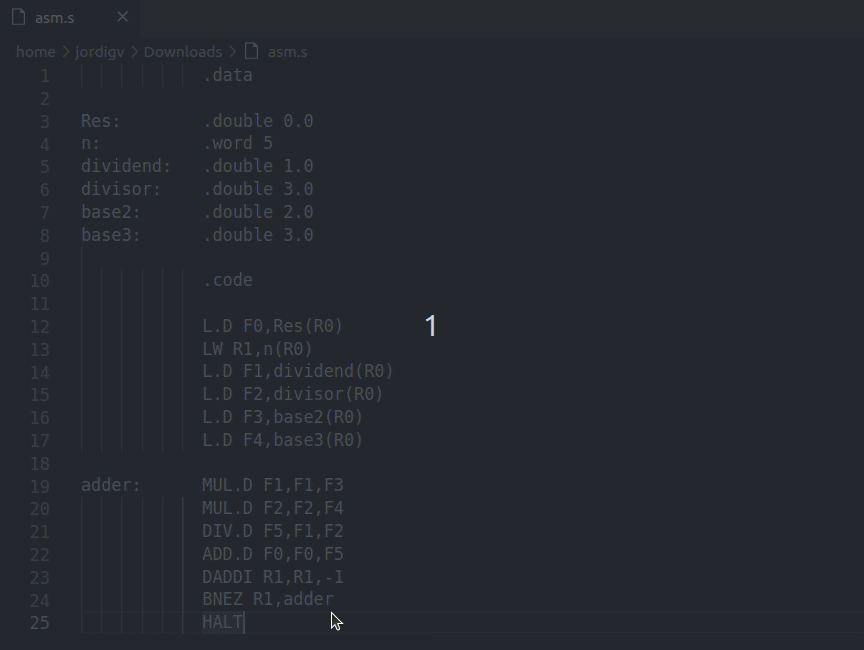 asm.s
home > jordigv > Downloads > asm.s
1 .data
2
3 Res: .double 0.0
4 n: .word 5
5 dividend: .double 1.0
6 divisor: .double 3.0
7 base2: .double 2.0
8 base3: .double 3.0
9
10 .code
11
12 L.D F0,Res(R0)
1
13 LW R1,n(R0)
14 L.D F1,dividend(R0)
15 L.D F2,divisor(R0)
16 L.D F3,base2(R0)
17 L.D F4,base3(R0)
18
19 adder: MUL.D F1,F1,F3
20 MUL.D F2,F2,F4
21 DIV.D F5,F1,F2
22 ADD.D F0,F0,F5
23 DADDI R1,R1,-1
24 BNEZ R1,adder
25 HALT